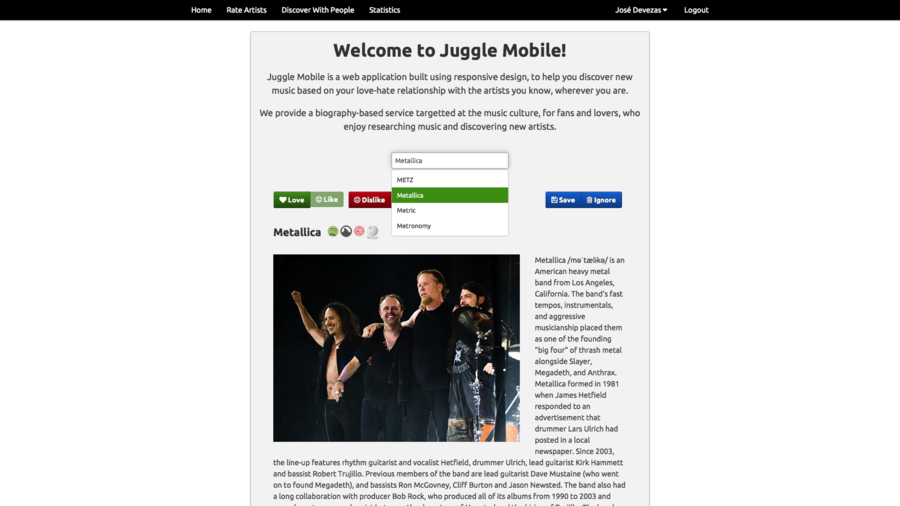 Home Rate Artists Discover With People Statistics José Devezas Logout
Welcome to Juggle Mobile!
Juggle Mobile is a web application built using responsive design, to help you discover new
music based on your love-hate relationship with the artists you know, wherever you are.
We provide a biography-based service targetted at the music culture, for fans and lovers, who
enjoy researching music and discovering new artists.
Metallica
METZ
Metallica
Metric
Metronomy
Love Like Dislike Save Ignore
Metallica
Metallica /məˈtælɨkə/ is an
American heavy metal
band from Los Angeles,
California. The band's fast
tempos, instrumentals,
and aggressive
musicianship placed them
as one of the founding
"big four" of thrash metal
alongside Slayer,
Megadeth, and Anthrax.
Metallica formed in 1981
when James Hetfield
responded to an
advertisement that
drummer Lars Ulrich had
posted in a local
newspaper. Since 2003,
the line-up features rhythm guitarist and vocalist Hetfield, drummer Ulrich, lead guitarist Kirk Hammett
and bassist Robert Trujillo. Previous members of the band are lead guitarist Dave Mustaine (who went
on to found Megadeth), and bassists Ron McGovney, Cliff Burton and Jason Newsted. The band also had
a long collaboration with producer Bob Rock, who produced all of its albums from 1990 to 2003 and